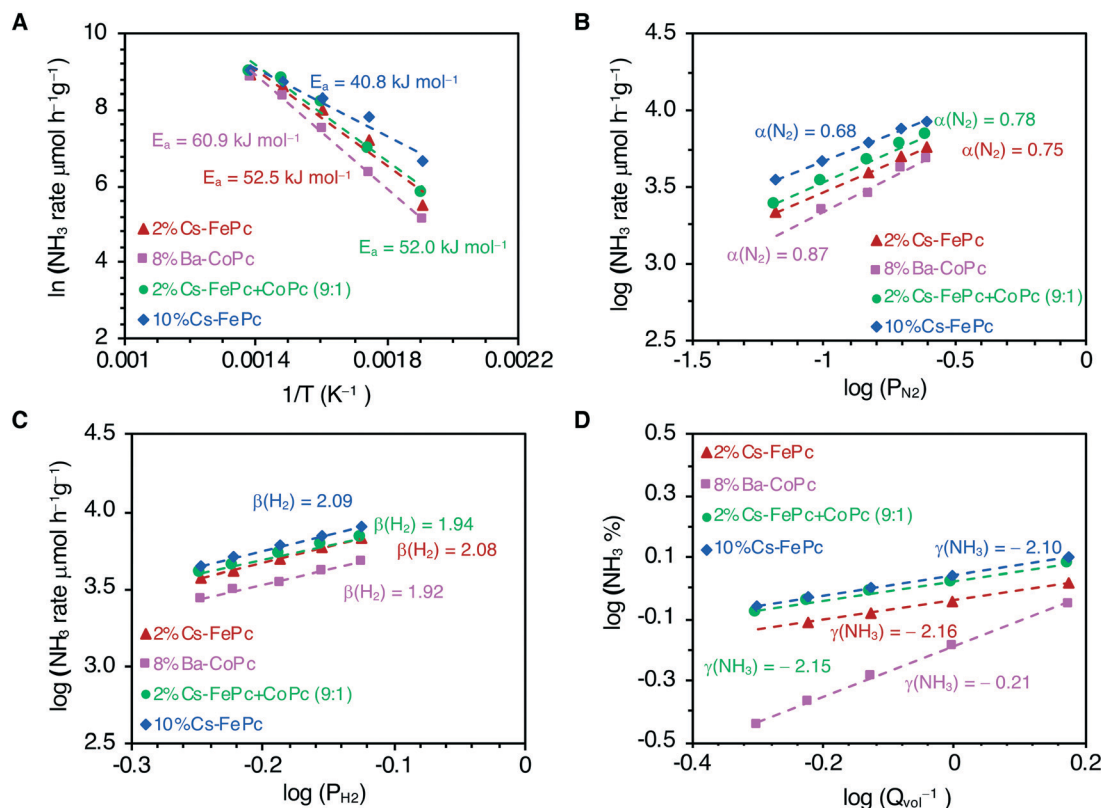 A
ln (NH₃ rate μmol h⁻¹g⁻¹)
10
8
6
4
2
0.001
0.0014
0.0018
0.0022
1/T (K⁻¹)
Eₐ = 40.8 kJ mol⁻¹
Eₐ = 60.9 kJ mol⁻¹
Eₐ = 52.5 kJ mol⁻¹
Eₐ = 52.0 kJ mol⁻¹
2%Cs-FePc
8%Ba-CoPc
2%Cs-FePc+CoPc (9:1)
10%Cs-FePc
B
log (NH₃ rate μmol h⁻¹g⁻¹)
4.5
4.0
3.5
3.0
2.5
-1.5
-1
-0.5
0
log (P_N2)
α(N₂) = 0.68
α(N₂) = 0.78
α(N₂) = 0.75
α(N₂) = 0.87
2%Cs-FePc
8%Ba-CoPc
2%Cs-FePc+CoPc (9:1)
10%Cs-FePc
C
log (NH₃ rate μmol h⁻¹g⁻¹)
4.5
4.0
3.5
3.0
2.5
-0.3
-0.2
-0.1
0
log (P_H2)
β(H₂) = 2.09
β(H₂) = 1.94
β(H₂) = 2.08
β(H₂) = 1.92
2%Cs-FePc
8%Ba-CoPc
2%Cs-FePc+CoPc (9:1)
10%Cs-FePc
D
log (NH₃ %)
0.5
0.3
0.1
-0.1
-0.3
-0.5
-0.4
-0.2
0
0.2
log (Q_vol⁻¹)
2%Cs-FePc
8%Ba-CoPc
2%Cs-FePc+CoPc (9:1)
10%Cs-FePc
γ(NH₃) = − 2.10
γ(NH₃) = − 2.16
γ(NH₃) = − 2.15
γ(NH₃) = − 0.21